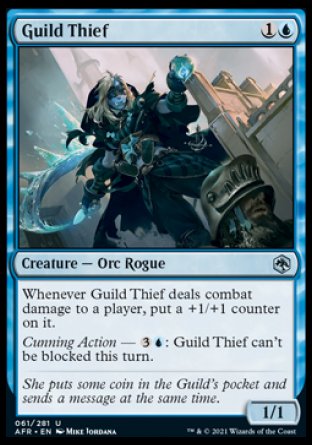 Guild Thief 1
Creature — Orc Rogue
Whenever Guild Thief deals combat
damage to a player, put a +1/+1 counter
on it.
Cunning Action — 3: Guild Thief can't
be blocked this turn.
She puts some coin in the Guild's pocket and
sends a message at the same time.
1/1
061/281 U
AFR • EN MIKE JORDANA
™ & © 2021 Wizards of the Coast